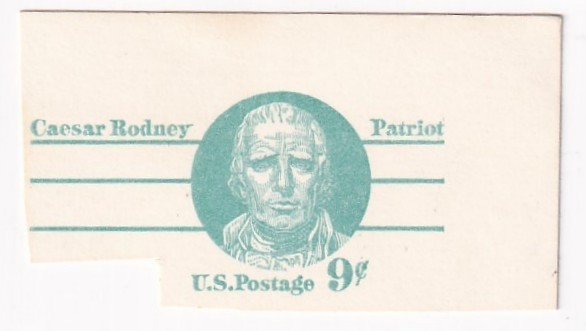 Caesar Rodney Patriot
U.S.Postage 9¢